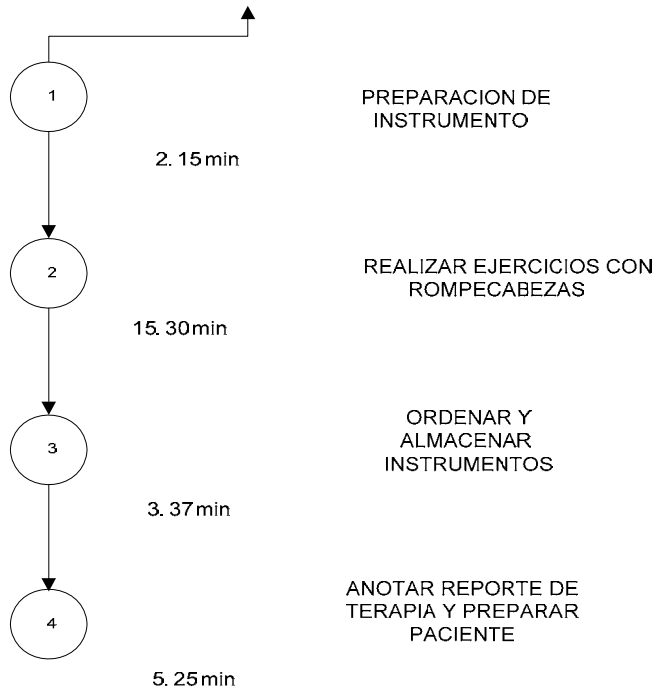 1
PREPARACION DE
INSTRUMENTO
2. 15 min
2
REALIZAR EJERCICIOS CON
ROMPECABEZAS
15. 30 min
3
ORDENAR Y
ALMACENAR
INSTRUMENTOS
3. 37 min
4
ANOTAR REPORTE DE
TERAPIA Y PREPARAR
PACIENTE
5. 25 min